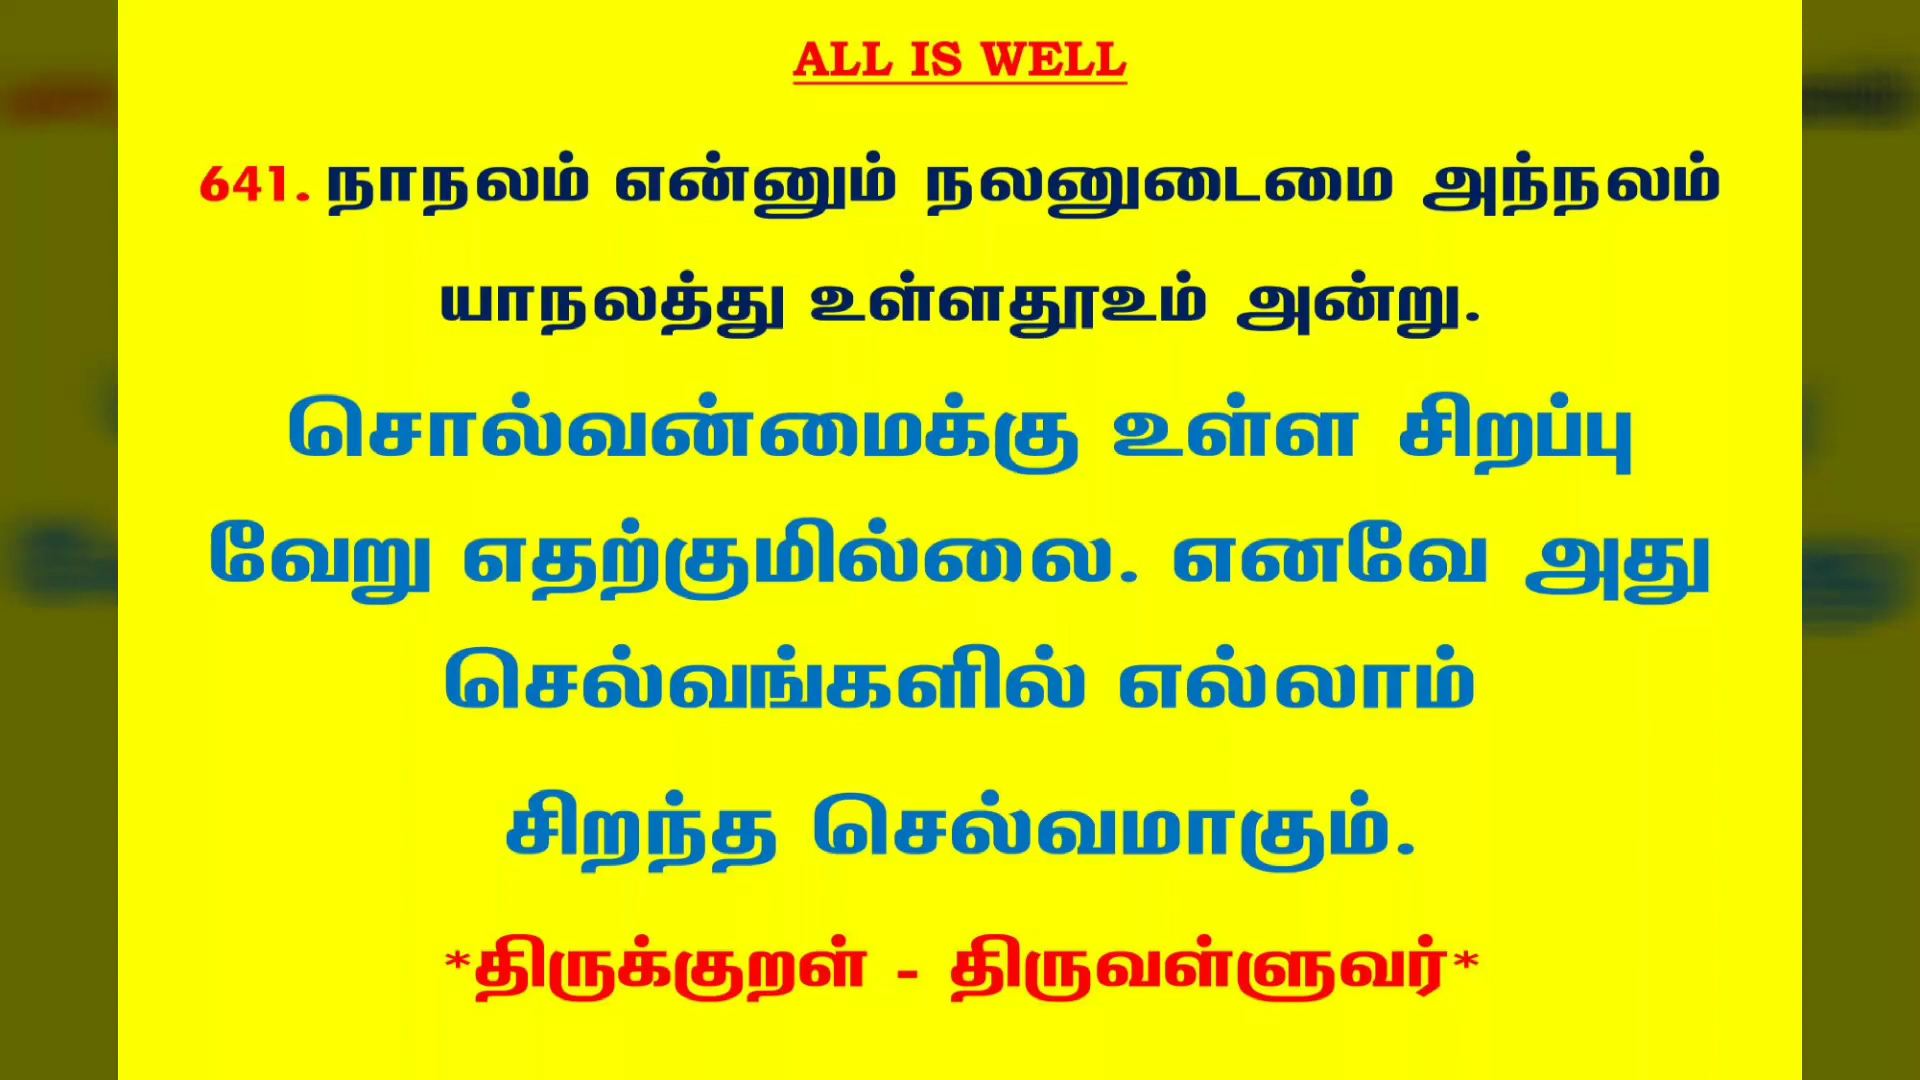 ALL IS WELL
641. நாநலம் என்னும் நலனுடைமை அந்நலம்
யாநலத்து உள்ளதூஉம் அன்று.
சொல்வன்மைக்கு உள்ள சிறப்பு
வேறு எதற்குமில்லை. எனவே அது
செல்வங்களில் எல்லாம்
சிறந்த செல்வமாகும்.
*திருக்குறள் - திருவள்ளுவர்*